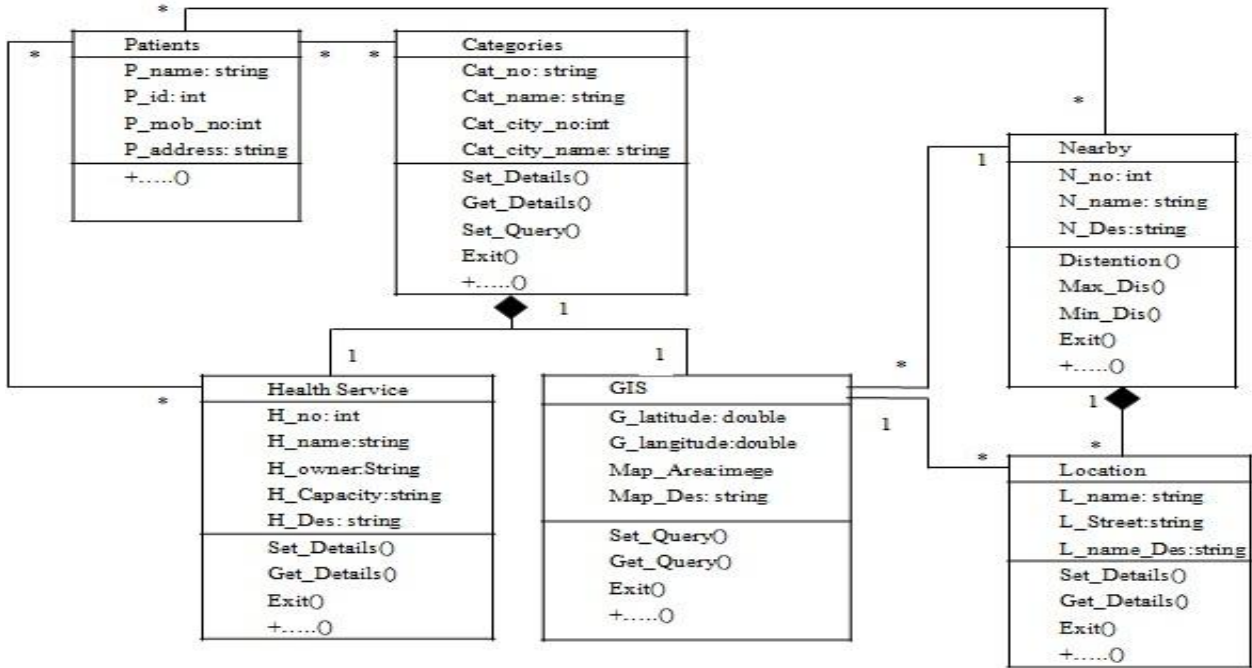 *
Patients
P_name: string
P_id: int
P_mob_no:int
P_address: string
+.....()
*
*
*
Categories
Cat_no: string
Cat_name: string
Cat_city_no:int
Cat_city_name: string
Set_Details()
Get_Details()
Set_Query()
Exit()
+.....()
*
1
Nearby
N_no: int
N_name: string
N_Des:string
Distention()
Max_Dis()
Min_Dis()
Exit()
+.....()
1
1
1
*
Health Service
H_no: int
H_name:string
H_owner:String
H_Capacity:string
H_Des: string
Set_Details()
Get_Details()
Exit()
+.....()
*
GIS
G_latitude: double
G_langitude:double
Map_Area:imege
Map_Des: string
Set_Query()
Get_Query()
Exit()
+.....()
*
1
1
*
*
Location
L_name: string
L_Street:string
L_name_Des:string
Set_Details()
Get_Details()
Exit()
+.....()